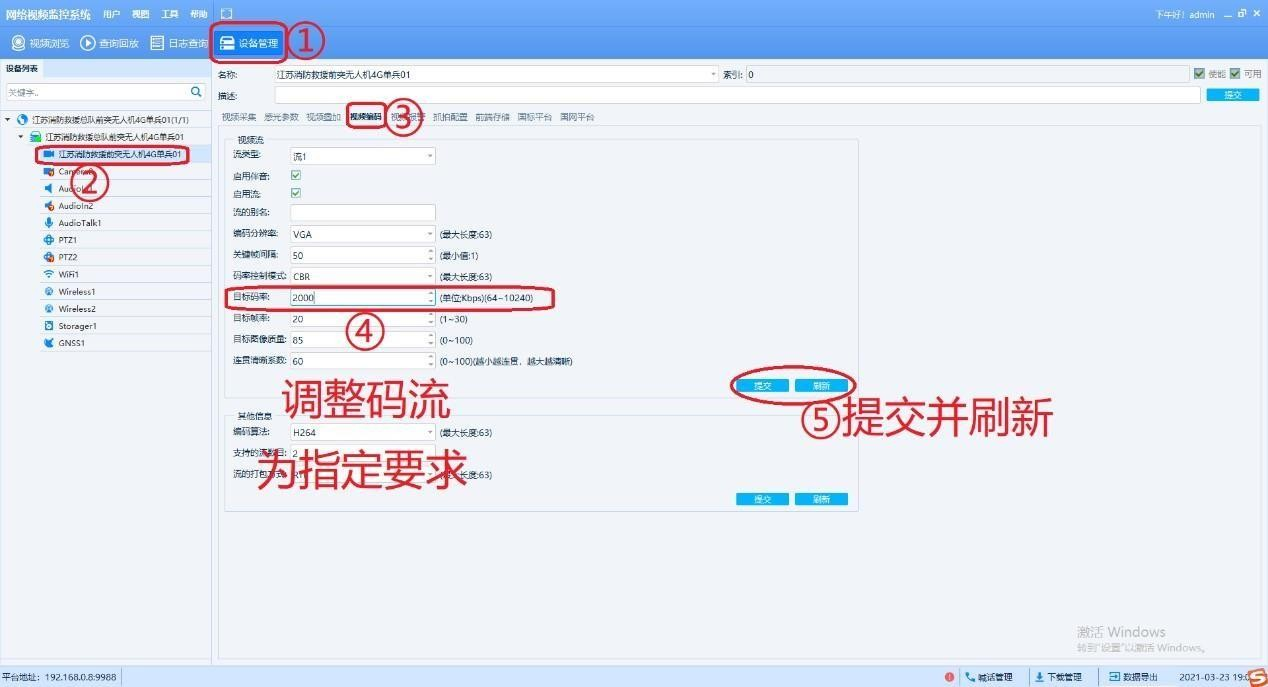 网络视频监控系统 用户 视图 工具 帮助 下午好! admin
视频浏览 查询回放 日志查询 设备管理 ①
设备列表
名称: 江苏消防救援前突无人机4G单兵01 索引: 0 使能 可用
关键字..
描述: 提交
江苏消防救援总队前突无人机4G单兵01(1/1)
视频采集 感光参数 视频叠加 视频编码 ③ 抓拍配置 前端存储 国标平台 国网平台
江苏消防救援总队前突无人机4G单兵01
视频流
江苏消防救援前突无人机4G单兵01
流类型: 流1
②
启用伴音:
AudioIn2
启用流:
AudioTalk1
流的别名:
PTZ1
编码分辨率: VGA (最大长度:63)
PTZ2
关键帧间隔: 50 (最小值:1)
WiFi1
码率控制模式: CBR (最大长度:63)
Wireless1
目标码率: 2000 (单位:Kbps)(64~10240)
Wireless2
目标帧率: 20 (1~30)
④
Storager1
目标图像质量: 85 (0~100)
GNSS1
连贯清晰系数: 60 (0~100)(越小越连贯，越大越清晰)
提交 刷新
调整码流
⑤提交并刷新
其他信息
编码算法: H264 (最大长度:63)
支持的流数目: 2
为指定要求
流的打包方式: 最大长度:63)
提交 刷新
激活 Windows
转到"设置"以激活 Windows。
平台地址: 192.168.0.8:9988 喊话管理 下载管理 数据导出 2021-03-23